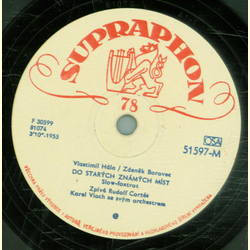 SUPRAPHON
78
F 30599
81074
3'10"-1953
OSA
51597-M
Vlastimil Hála / Zdeněk Borovec
DO STARÝCH ZNÁMÝCH MÍST
Slow-foxtrot
Zpívá Rudolf Cortés
Karel Vlach se svým orchestrem